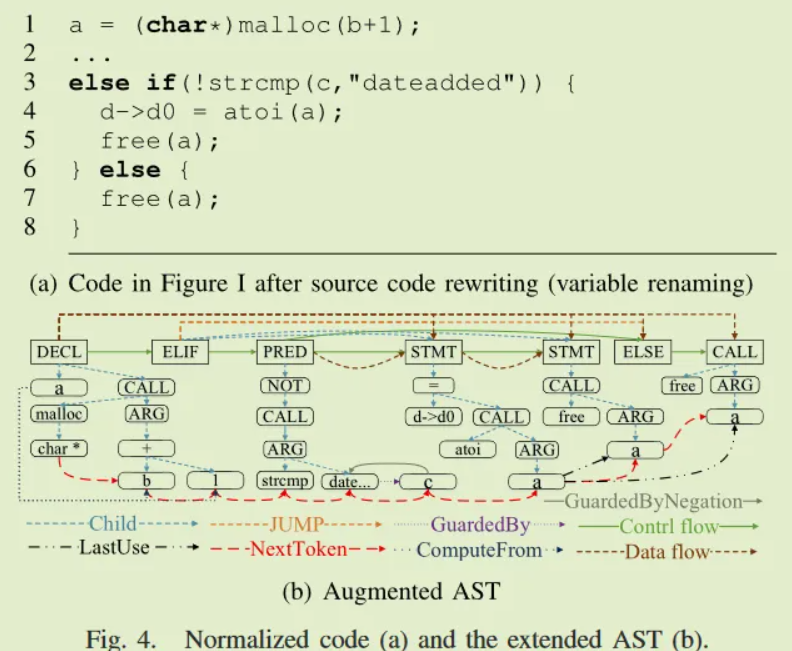 1 a = (char*)malloc(b+1);
2 ...
3 else if(!strcmp(c,"dateadded")) {
4 d->d0 = atoi(a);
5 free(a);
6 } else {
7 free(a);
8 }
(a) Code in Figure I after source code rewriting (variable renaming)
DECL ELIF PRED STMT STMT ELSE CALL
a CALL NOT = CALL free ARG
malloc ARG CALL d->d0 CALL free ARG a
char * + ARG atoi ARG a
b 1 strcmp date... c a
GuardedByNegation
Child JUMP GuardedBy Contrl flow
LastUse NextToken ComputeFrom Data flow
(b) Augmented AST
Fig. 4. Normalized code (a) and the extended AST (b).